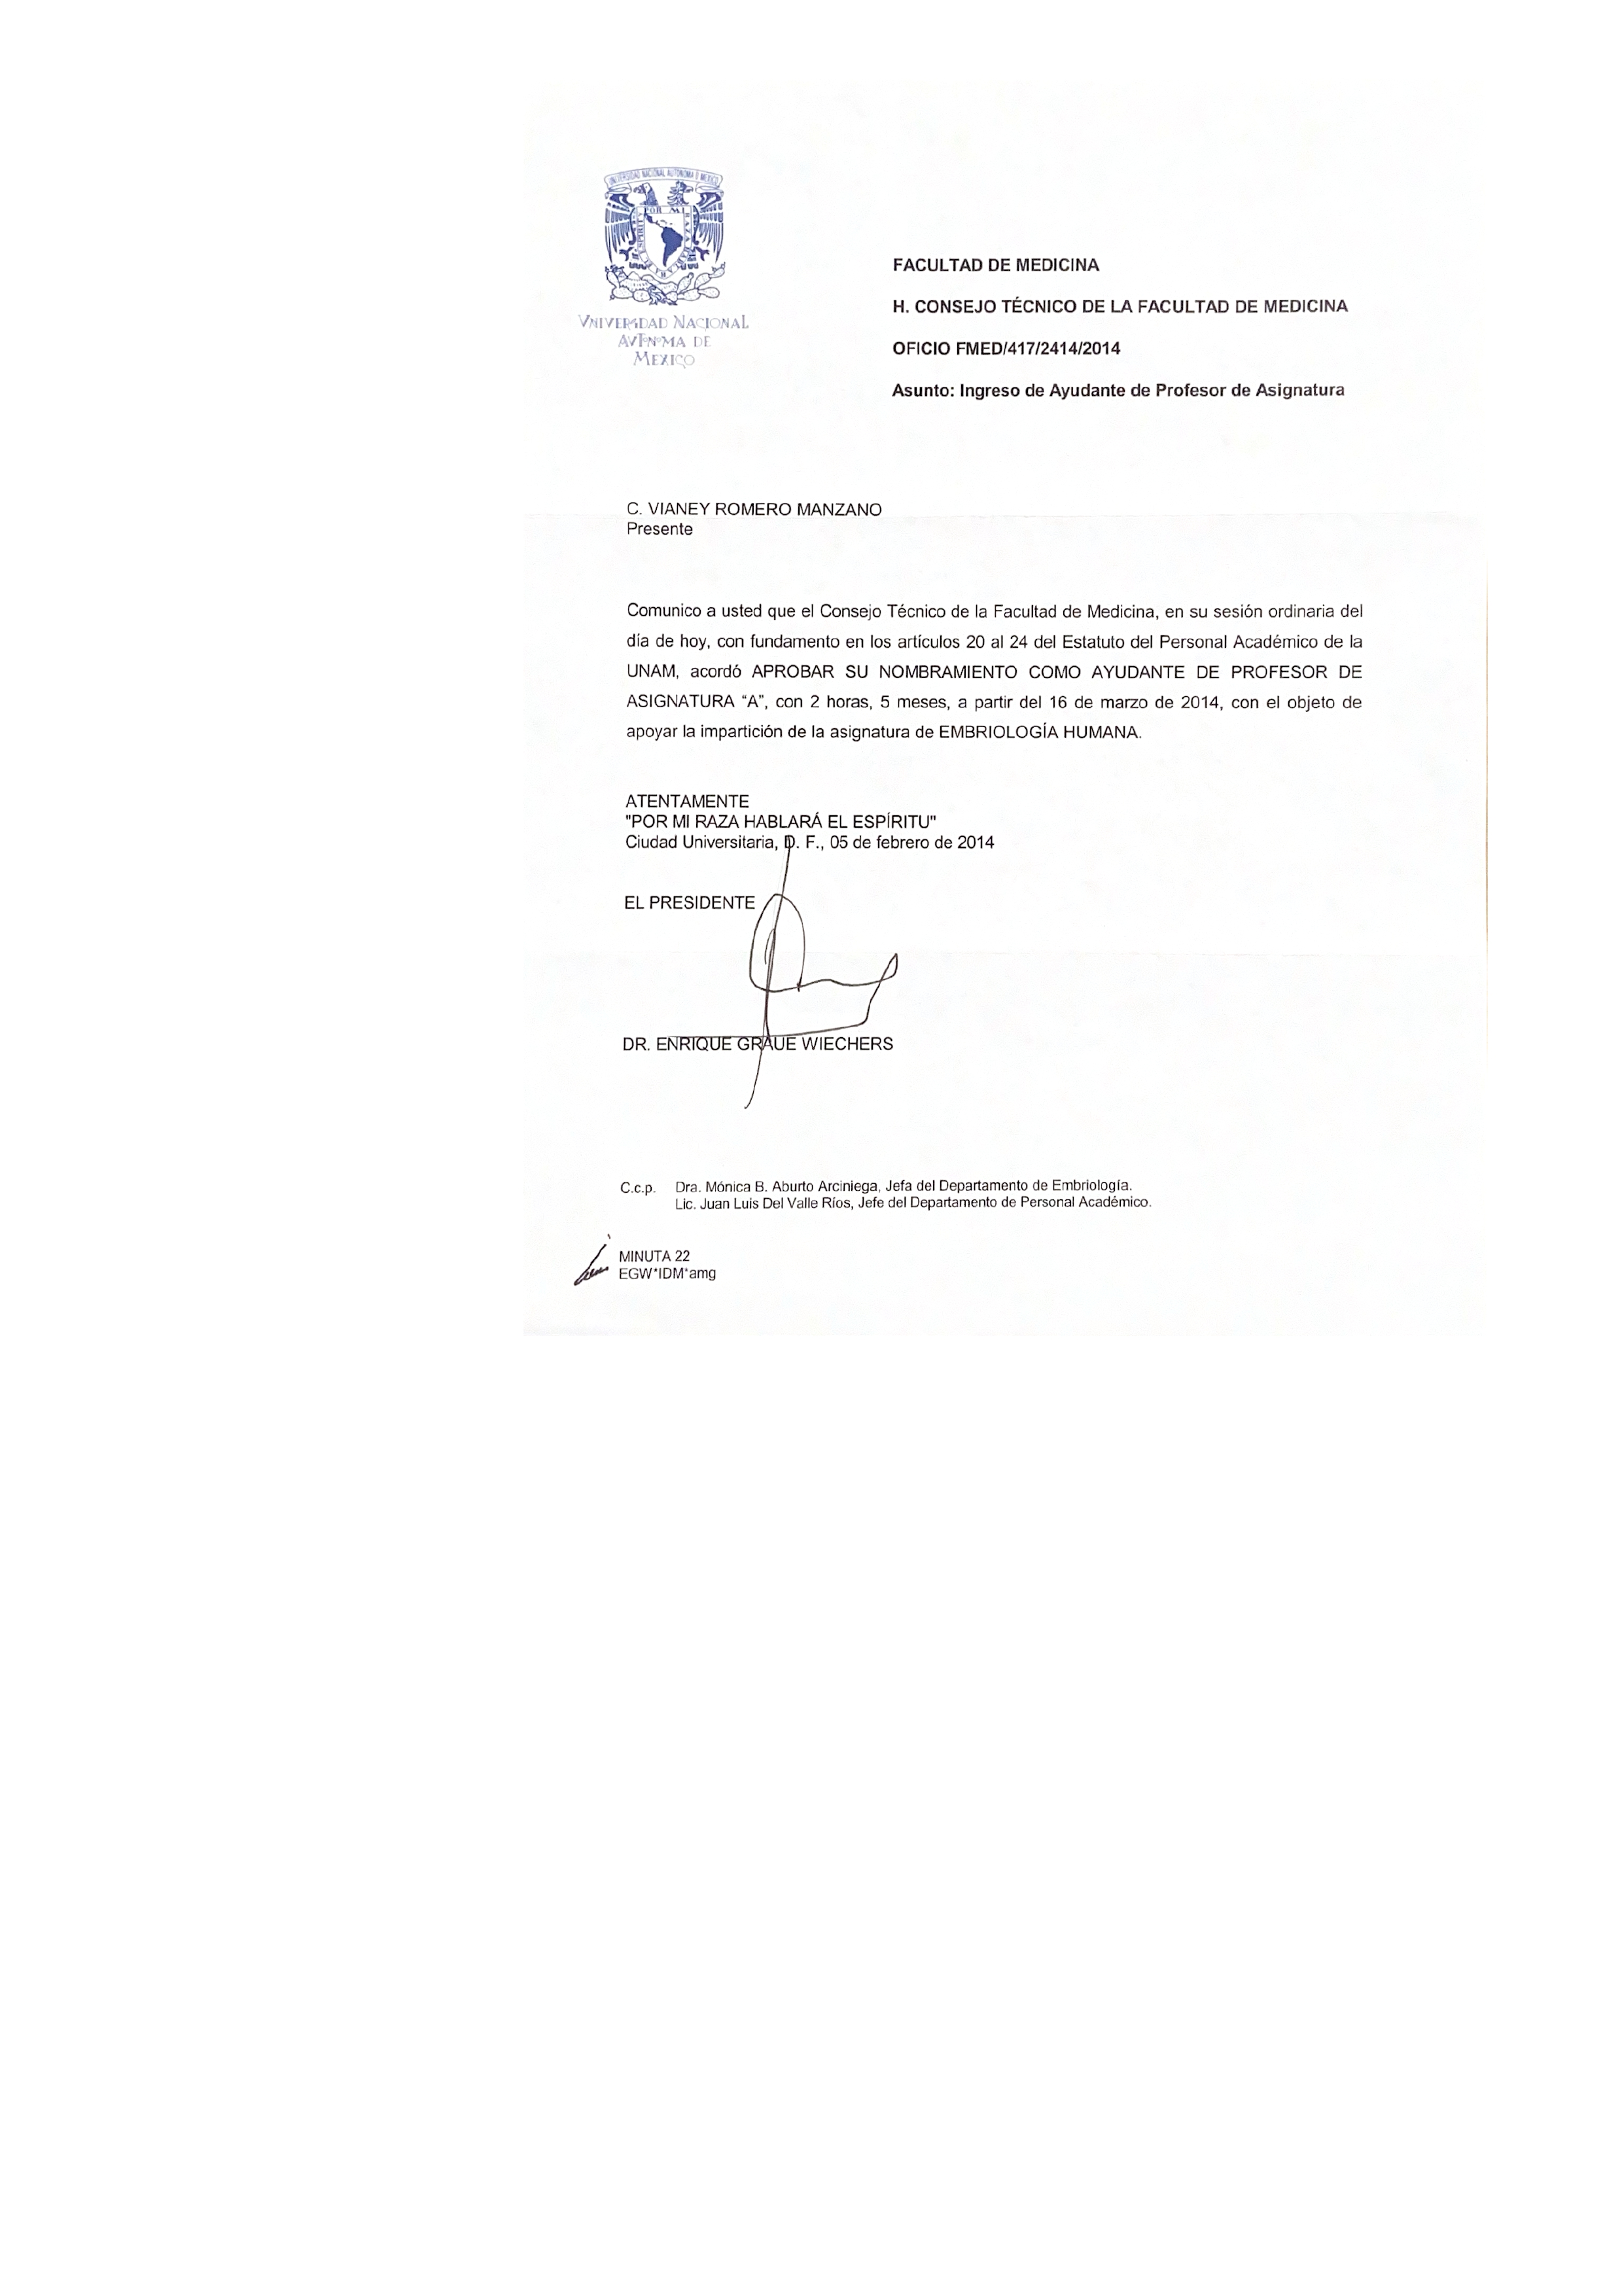 UNIVERSIDAD NACIONAL AUTONOMA D MEXICO
POR MI RAZA HABLARA EL ESPIRITU
VNIVERSIDAD NACIONAL
AVTNOMA DE
MEXICO
FACULTAD DE MEDICINA
H. CONSEJO TÉCNICO DE LA FACULTAD DE MEDICINA
OFICIO FMED/417/2414/2014
Asunto: Ingreso de Ayudante de Profesor de Asignatura
C. VIANEY ROMERO MANZANO
Presente
Comunico a usted que el Consejo Técnico de la Facultad de Medicina, en su sesión ordinaria del
día de hoy, con fundamento en los artículos 20 al 24 del Estatuto del Personal Académico de la
UNAM, acordó APROBAR SU NOMBRAMIENTO COMO AYUDANTE DE PROFESOR DE
ASIGNATURA “A”, con 2 horas, 5 meses, a partir del 16 de marzo de 2014, con el objeto de
apoyar la impartición de la asignatura de EMBRIOLOGÍA HUMANA.
ATENTAMENTE
"POR MI RAZA HABLARÁ EL ESPÍRITU"
Ciudad Universitaria, D. F., 05 de febrero de 2014
EL PRESIDENTE
DR. ENRIQUE GRAUE WIECHERS
C.c.p. Dra. Mónica B. Aburto Arciniega, Jefa del Departamento de Embriología.
Lic. Juan Luis Del Valle Ríos, Jefe del Departamento de Personal Académico.
MINUTA 22
EGW*IDM*amg